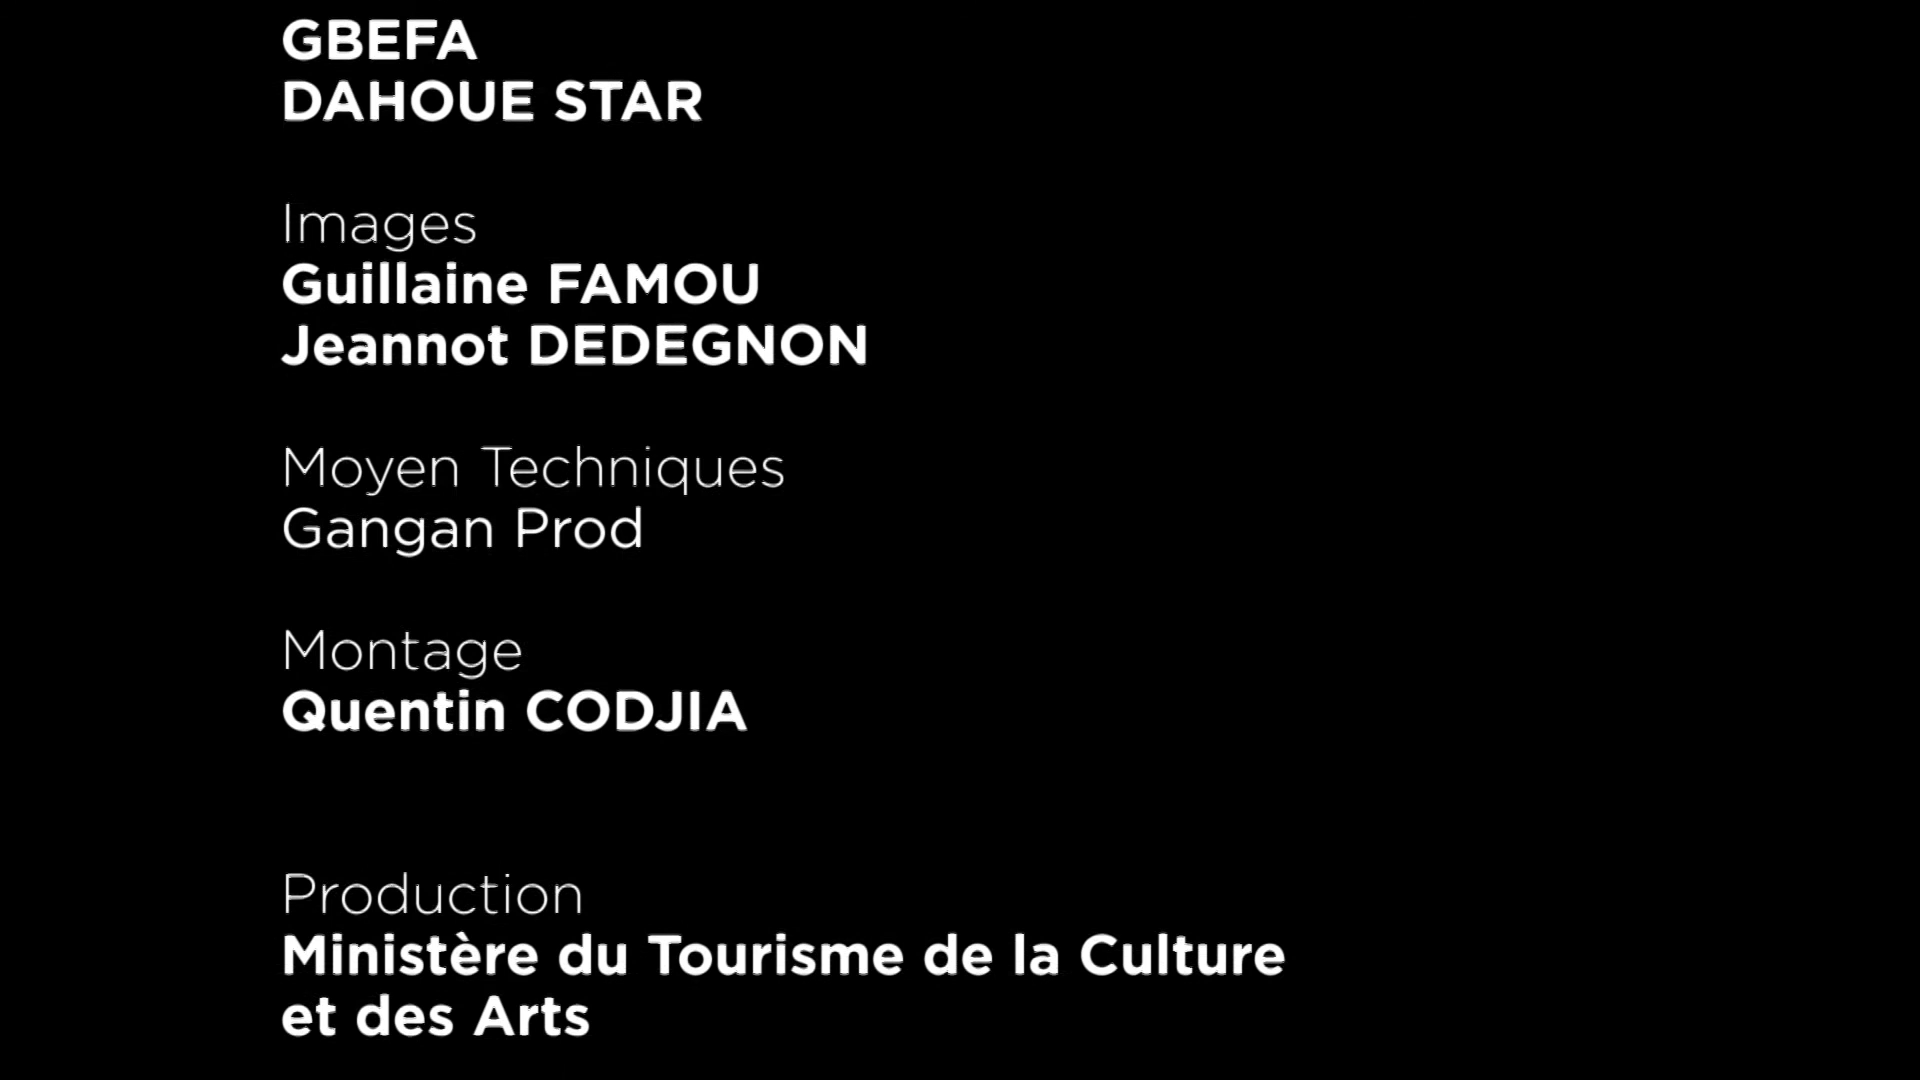 GBEFA
DAHOUE STAR
Images
Guillaine FAMOU
Jeannot DEDEGNON
Moyen Techniques
Gangan Prod
Montage
Quentin CODJIA
Production
Ministère du Tourisme de la Culture
et des Arts